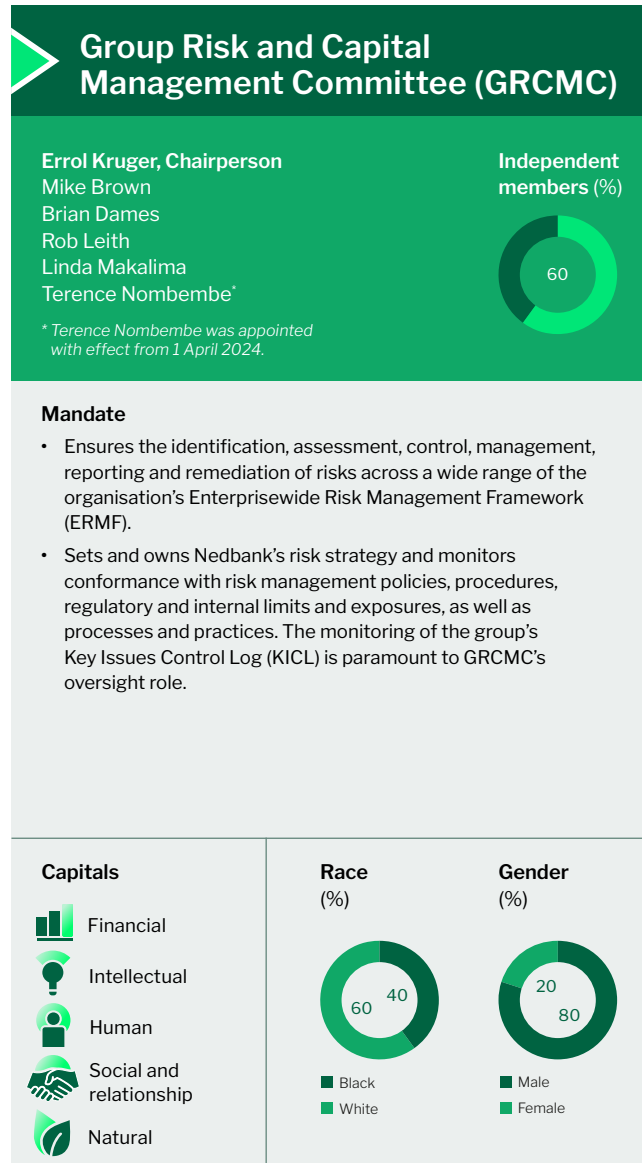 Group Risk and Capital
Management Committee (GRCMC)
Errol Kruger, Chairperson
Mike Brown
Brian Dames
Rob Leith
Linda Makalima
Terence Nombembe*
* Terence Nombembe was appointed
with effect from 1 April 2024.
Independent
members (%)
60
Mandate
• Ensures the identification, assessment, control, management,
reporting and remediation of risks across a wide range of the
organisation’s Enterprisewide Risk Management Framework
(ERMF).
• Sets and owns Nedbank’s risk strategy and monitors
conformance with risk management policies, procedures,
regulatory and internal limits and exposures, as well as
processes and practices. The monitoring of the group’s
Key Issues Control Log (KICL) is paramount to GRCMC’s
oversight role.
Capitals
Financial
Intellectual
Human
Social and
relationship
Natural
Race
(%)
40
60
Black
White
Gender
(%)
20
80
Male
Female